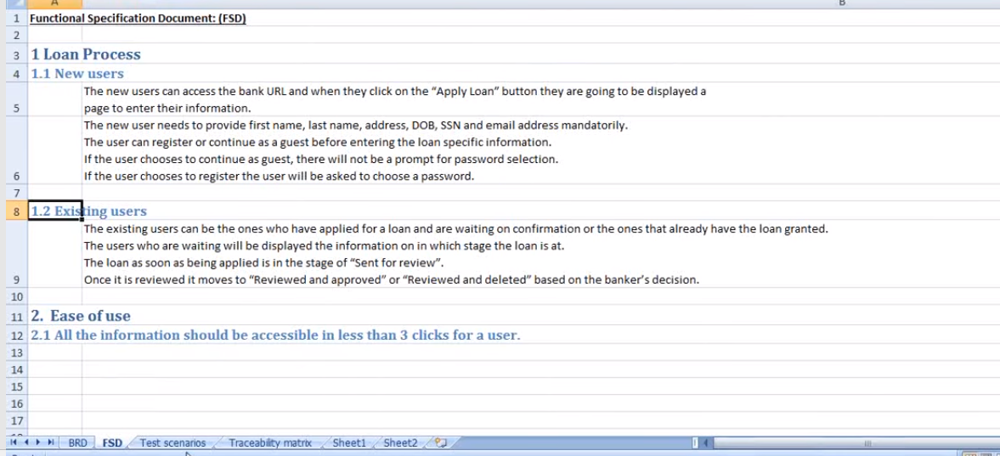 A B
1 Functional Specification Document: (FSD)
2
3 1 Loan Process
4 1.1 New users
The new users can access the bank URL and when they click on the “Apply Loan” button they are going to be displayed a
5 page to enter their information.
The new user needs to provide first name, last name, address, DOB, SSN and email address mandatorily.
The user can register or continue as a guest before entering the loan specific information.
If the user chooses to continue as guest, there will not be a prompt for password selection.
6 If the user chooses to register the user will be asked to choose a password.
7
8 1.2 Existing users
The existing users can be the ones who have applied for a loan and are waiting on confirmation or the ones that already have the loan granted.
The users who are waiting will be displayed the information on in which stage the loan is at.
The loan as soon as being applied is in the stage of “Sent for review”.
9 Once it is reviewed it moves to “Reviewed and approved” or “Reviewed and deleted” based on the banker’s decision.
10
11 2. Ease of use
12 2.1 All the information should be accessible in less than 3 clicks for a user.
13
14
15
16
17
BRD FSD Test scenarios Traceability matrix Sheet1 Sheet2